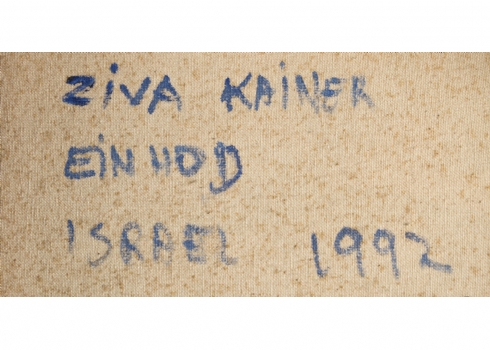 ZiVA KAiNER
EiN HOD
ISRAEL 1992